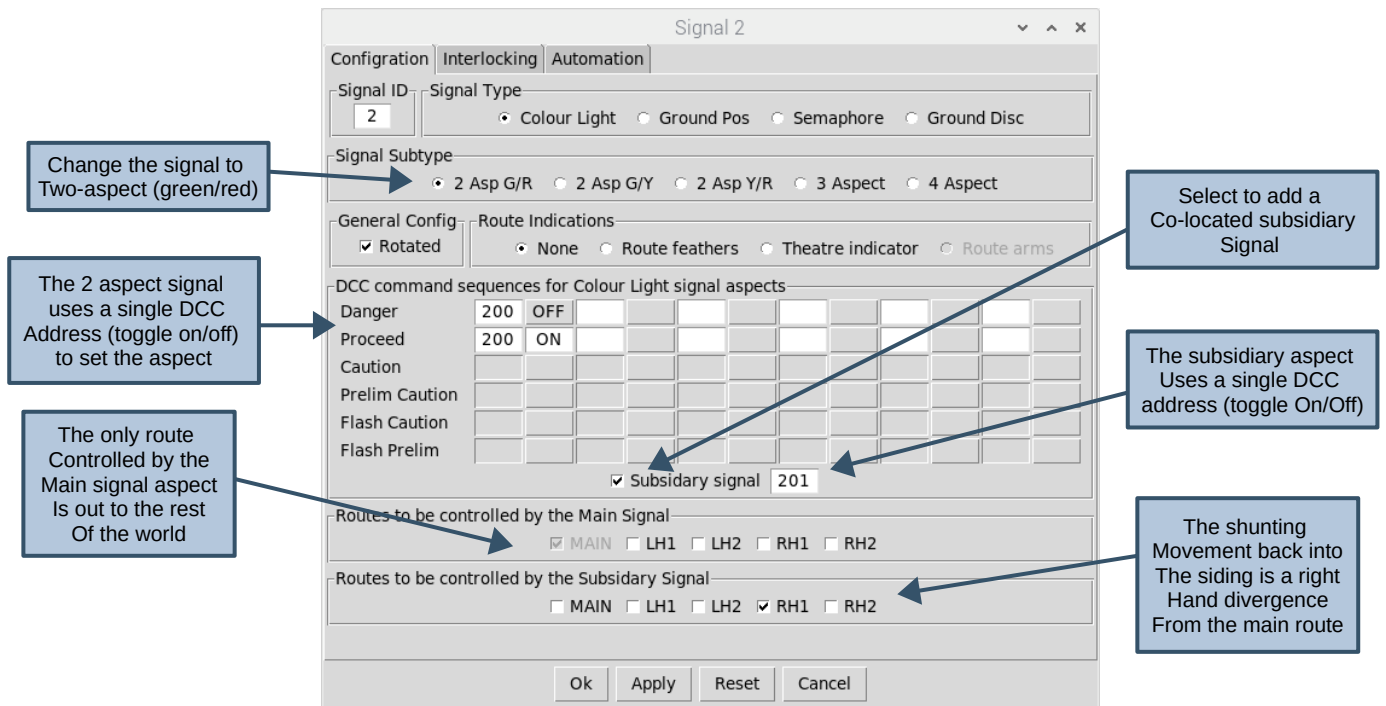 Signal 2
Configration Interlocking Automation
Signal ID
2
Signal Type
Colour Light Ground Pos Semaphore Ground Disc
Change the signal to
Two-aspect (green/red)
Signal Subtype
2 Asp G/R 2 Asp G/Y 2 Asp Y/R 3 Aspect 4 Aspect
Select to add a
Co-located subsidiary
Signal
General Config
Rotated
Route Indications
None Route feathers Theatre indicator Route arms
The 2 aspect signal
uses a single DCC
Address (toggle on/off)
to set the aspect
DCC command sequences for Colour Light signal aspects
Danger 200 OFF
Proceed 200 ON
Caution
Prelim Caution
Flash Caution
Flash Prelim
Subsidary signal 201
The subsidiary aspect
Uses a single DCC
address (toggle On/Off)
The only route
Controlled by the
Main signal aspect
Is out to the rest
Of the world
Routes to be controlled by the Main Signal
MAIN LH1 LH2 RH1 RH2
Routes to be controlled by the Subsidary Signal
MAIN LH1 LH2 RH1 RH2
The shunting
Movement back into
The siding is a right
Hand divergence
From the main route
Ok Apply Reset Cancel